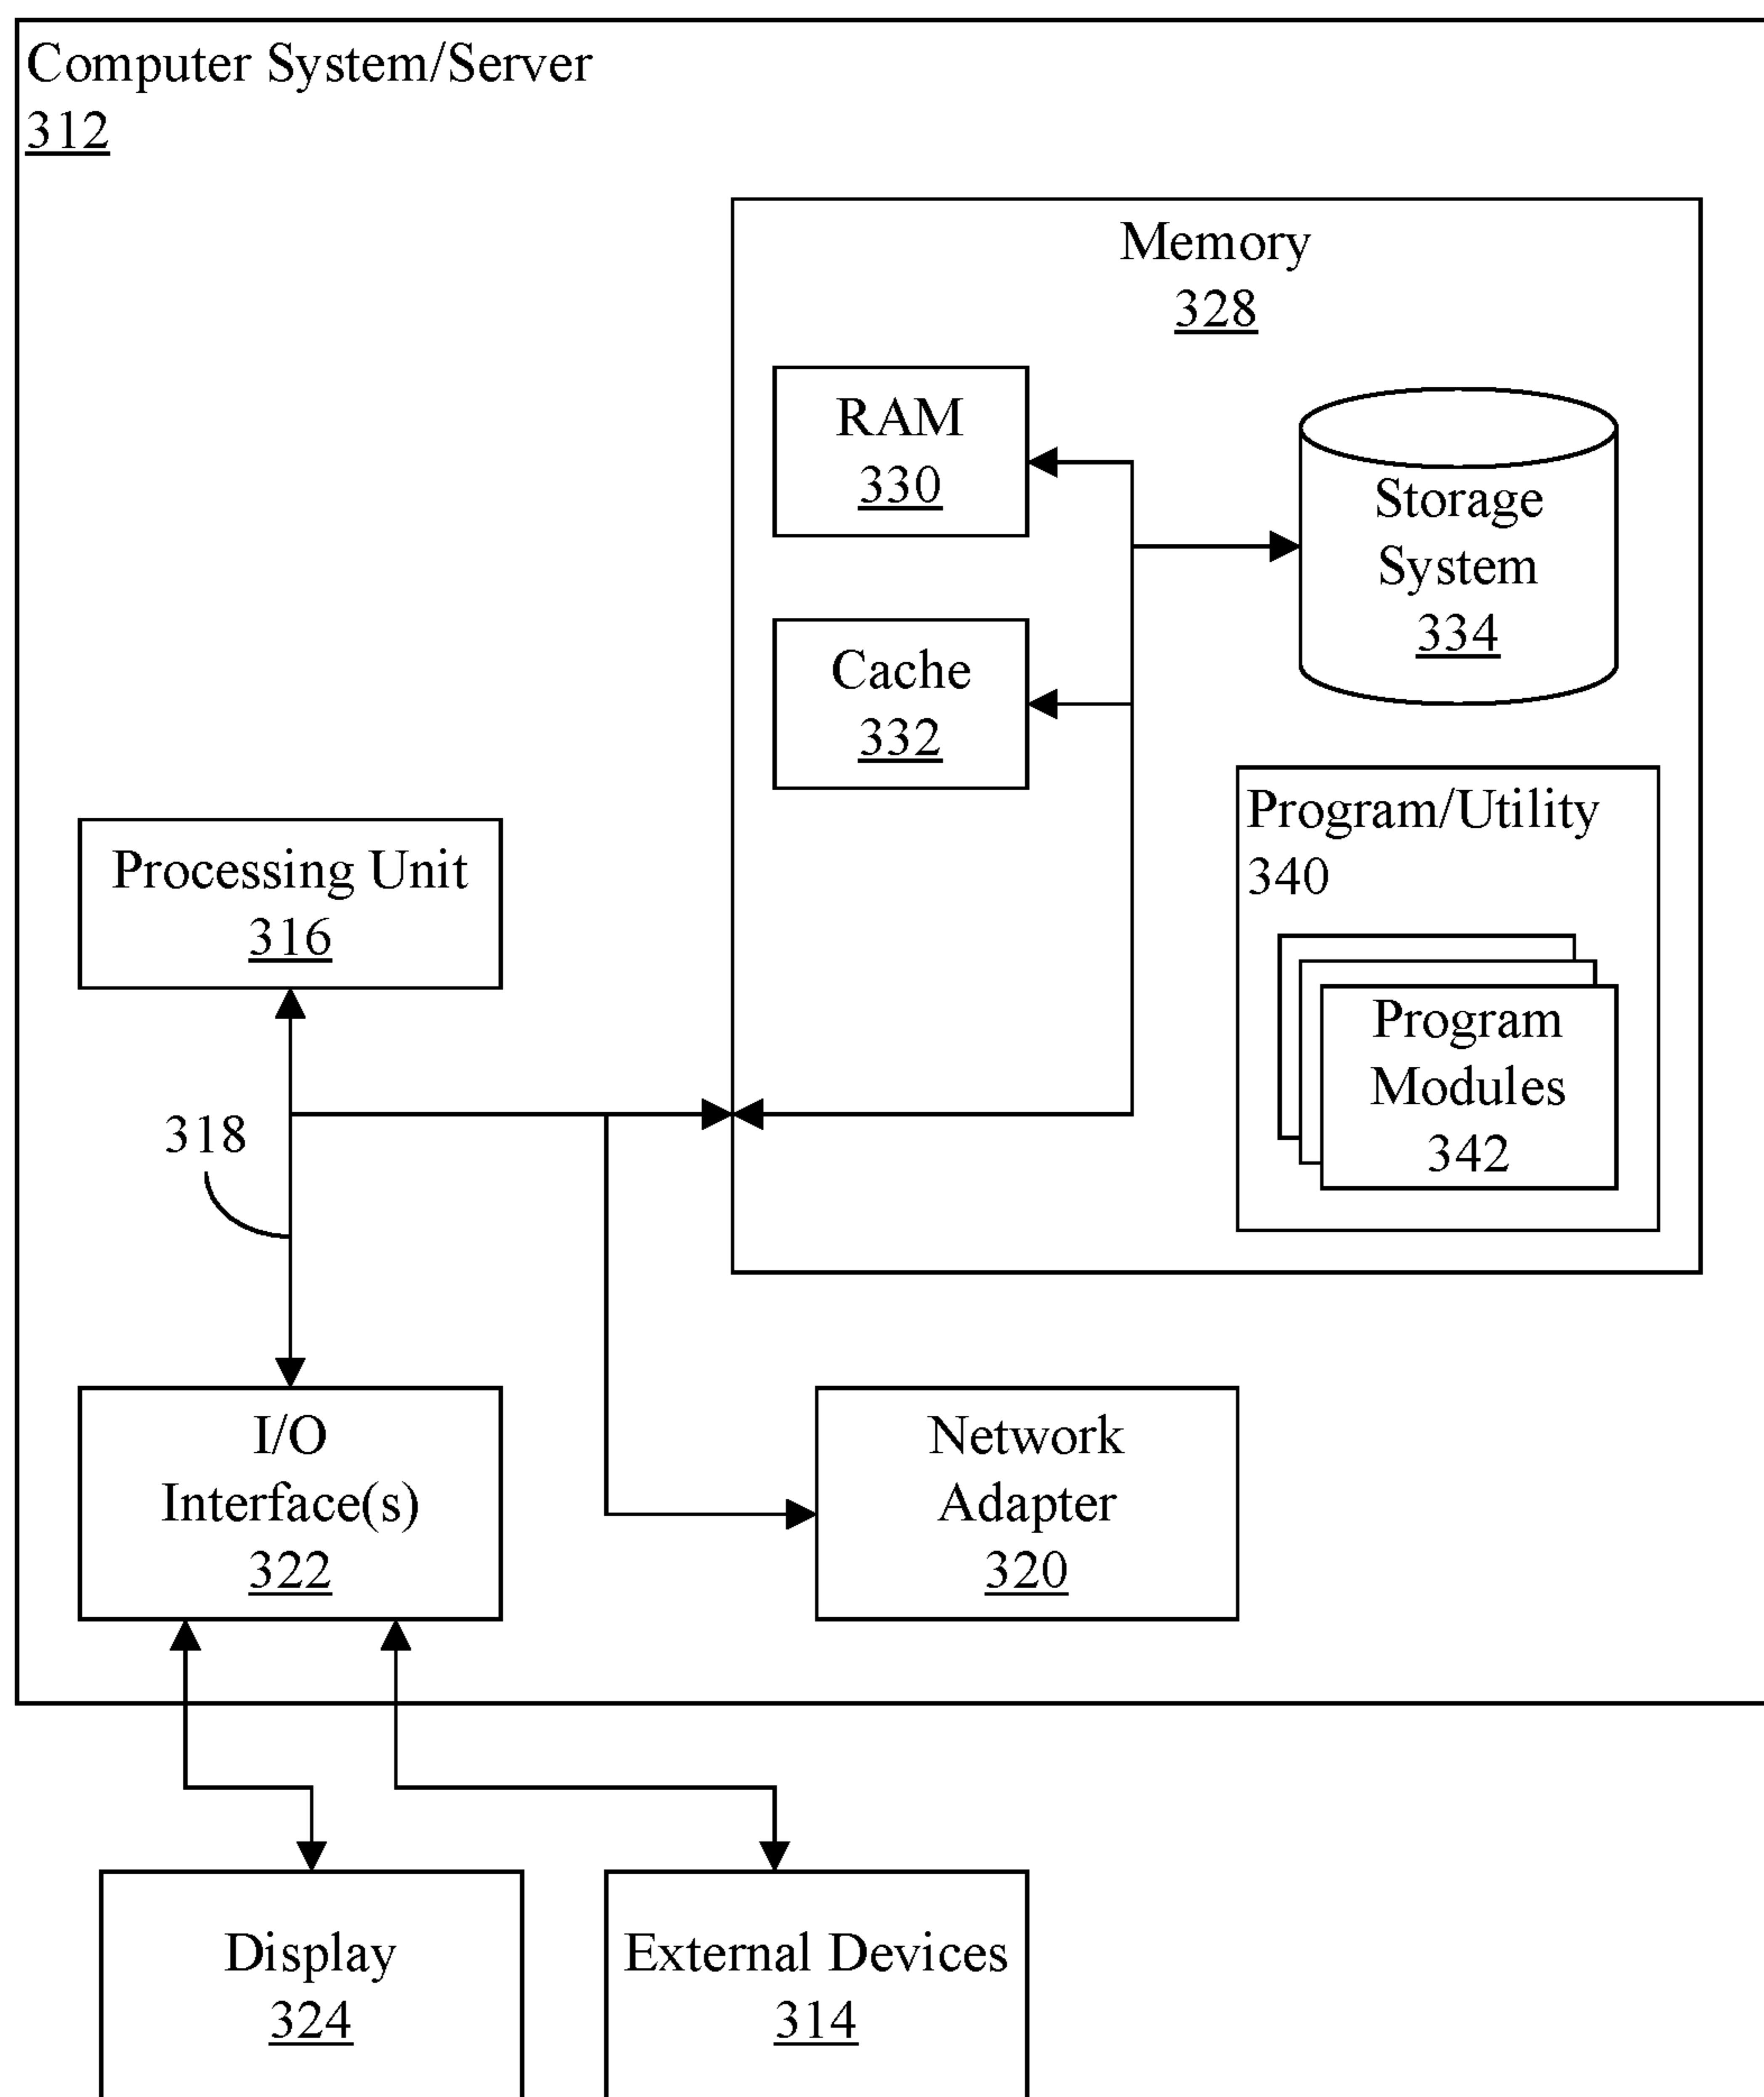 Computer System/Server
312
Memory
328
RAM
330
Storage
System
334
Cache
332
Program/Utility
340
Program
Modules
342
Processing Unit
316
318
I/O
Interface(s)
322
Network
Adapter
320
Display
324
External Devices
314